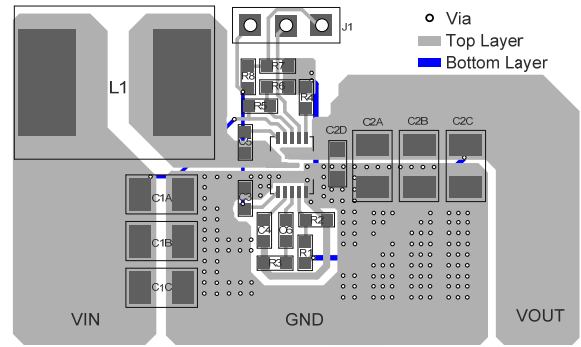 J1
Via
Top Layer
Bottom Layer
L1
R7
R8
R6
R4
R5
C5
C2D
C2A
C2B
C2C
C1A
C3
C4
C6
R2
C1B
R3
R1
C1C
VIN
GND
VOUT